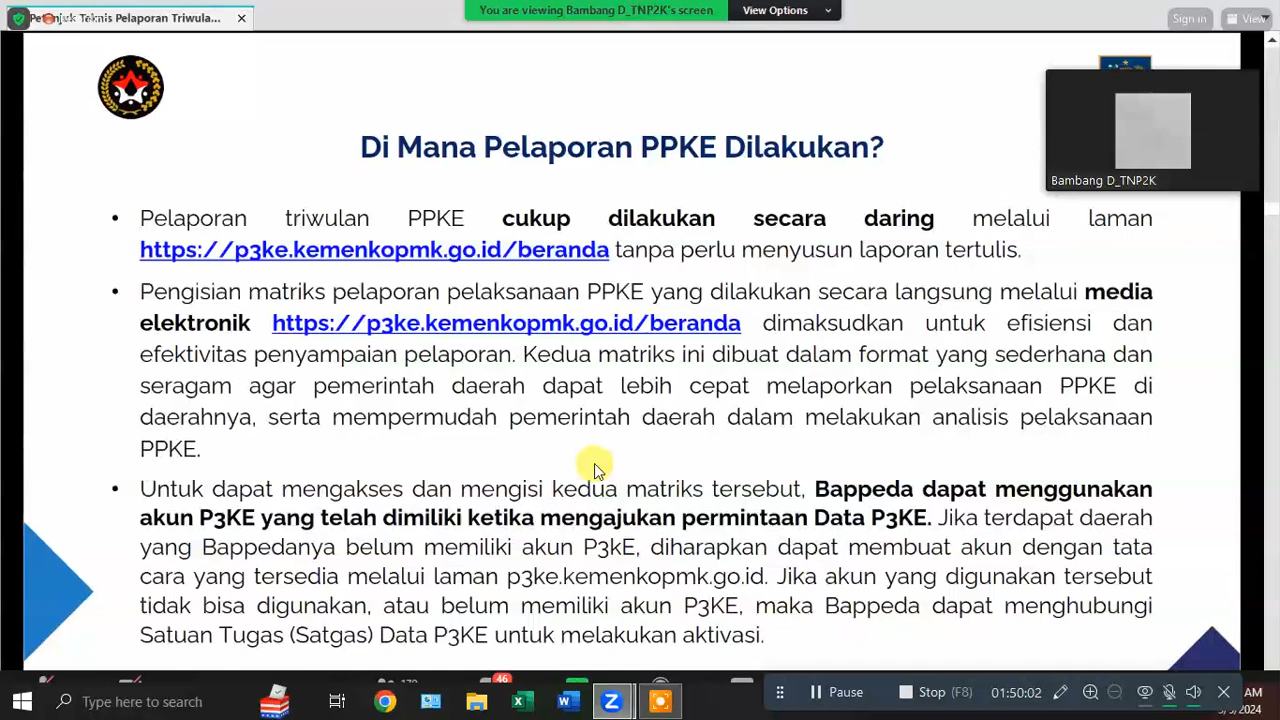 Petunjuk Teknis Pelaporan Triwula...
You are viewing Bambang D_TNP2K's screen
View Options
Sign in
View
Bambang D_TNP2K
Di Mana Pelaporan PPKE Dilakukan?
• Pelaporan triwulan PPKE cukup dilakukan secara daring melalui laman
https://p3ke.kemenkopmk.go.id/beranda tanpa perlu menyusun laporan tertulis.
• Pengisian matriks pelaporan pelaksanaan PPKE yang dilakukan secara langsung melalui media
elektronik https://p3ke.kemenkopmk.go.id/beranda dimaksudkan untuk efisiensi dan
efektivitas penyampaian pelaporan. Kedua matriks ini dibuat dalam format yang sederhana dan
seragam agar pemerintah daerah dapat lebih cepat melaporkan pelaksanaan PPKE di
daerahnya, serta mempermudah pemerintah daerah dalam melakukan analisis pelaksanaan
PPKE.
• Untuk dapat mengakses dan mengisi kedua matriks tersebut, Bappeda dapat menggunakan
akun P3KE yang telah dimiliki ketika mengajukan permintaan Data P3KE. Jika terdapat daerah
yang Bappedanya belum memiliki akun P3kE, diharapkan dapat membuat akun dengan tata
cara yang tersedia melalui laman p3ke.kemenkopmk.go.id. Jika akun yang digunakan tersebut
tidak bisa digunakan, atau belum memiliki akun P3KE, maka Bappeda dapat menghubungi
Satuan Tugas (Satgas) Data P3KE untuk melakukan aktivasi.
46
Type here to search
Pause
Stop (F8)
01:50:02
AM